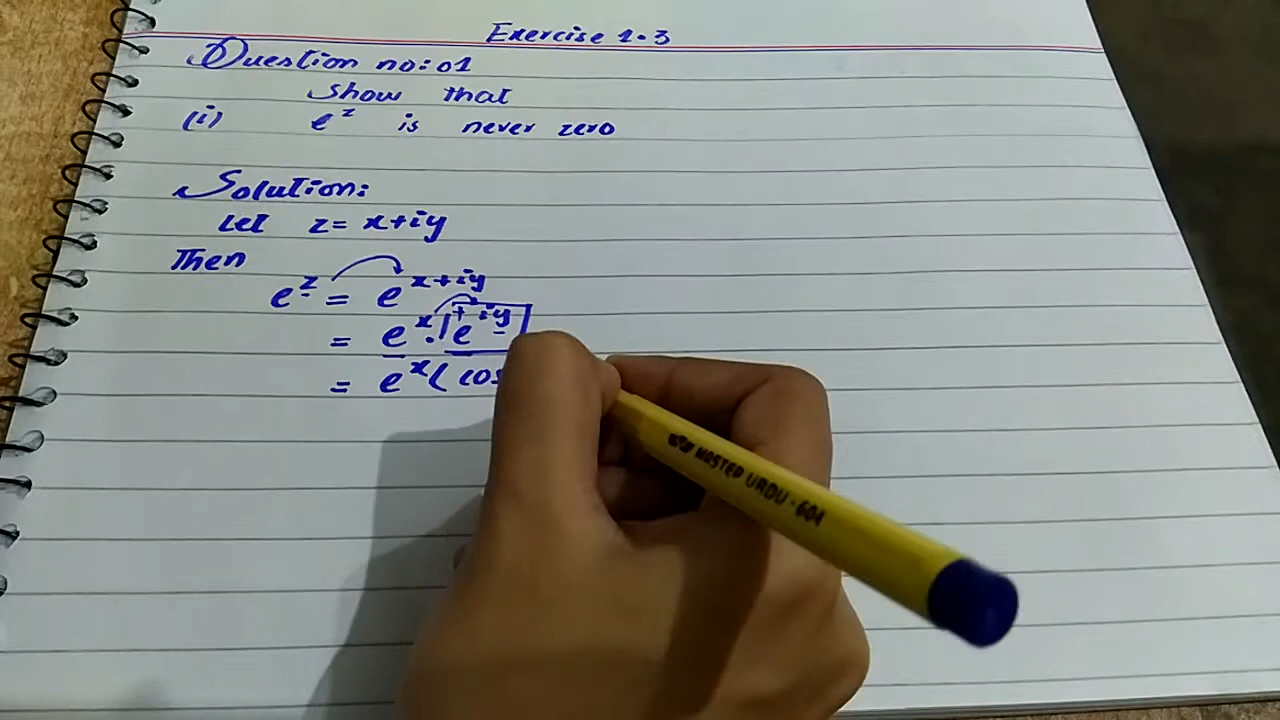 Exercise 1.3
Question no:01
Show that
(i) e^z is never zero
Solution:
Let z = x+iy
Then
e^z = e^x+iy
= e^x . e^+iy
= e^x( cos
MASTER URDU-604